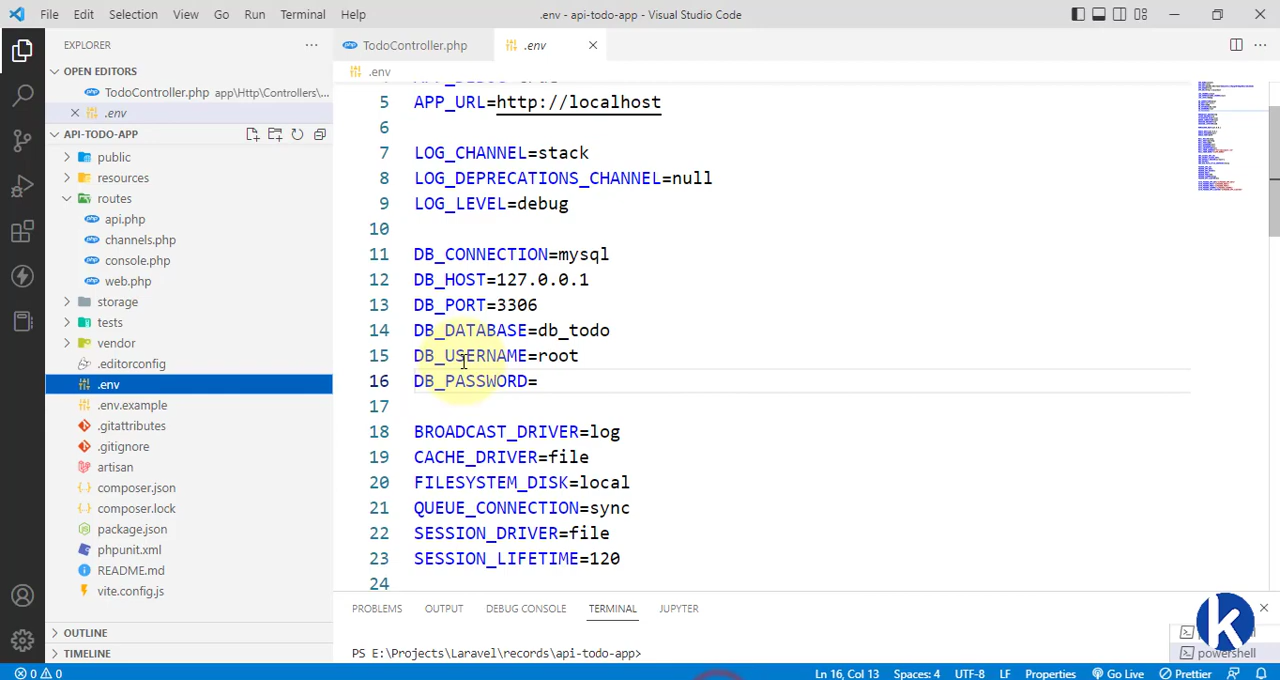 File Edit Selection View Go Run Terminal Help .env - api-todo-app - Visual Studio Code
EXPLORER
OPEN EDITORS
TodoController.php app\Http\Controllers\...
.env
API-TODO-APP
public
resources
routes
api.php
channels.php
console.php
web.php
storage
tests
vendor
.editorconfig
.env
.env.example
.gitattributes
.gitignore
artisan
composer.json
composer.lock
package.json
phpunit.xml
README.md
vite.config.js
OUTLINE
TIMELINE
TodoController.php .env
.env
5 APP_URL=http://localhost
6
7 LOG_CHANNEL=stack
8 LOG_DEPRECATIONS_CHANNEL=null
9 LOG_LEVEL=debug
10
11 DB_CONNECTION=mysql
12 DB_HOST=127.0.0.1
13 DB_PORT=3306
14 DB_DATABASE=db_todo
15 DB_USERNAME=root
16 DB_PASSWORD=
17
18 BROADCAST_DRIVER=log
19 CACHE_DRIVER=file
20 FILESYSTEM_DISK=local
21 QUEUE_CONNECTION=sync
22 SESSION_DRIVER=file
23 SESSION_LIFETIME=120
24
PROBLEMS OUTPUT DEBUG CONSOLE TERMINAL JUPYTER
PS E:\Laravel\records\api-todo-app>
powershell
k
0 0 Ln 16, Col 13 Spaces: 4 UTF-8 LF Properties Go Live Prettier